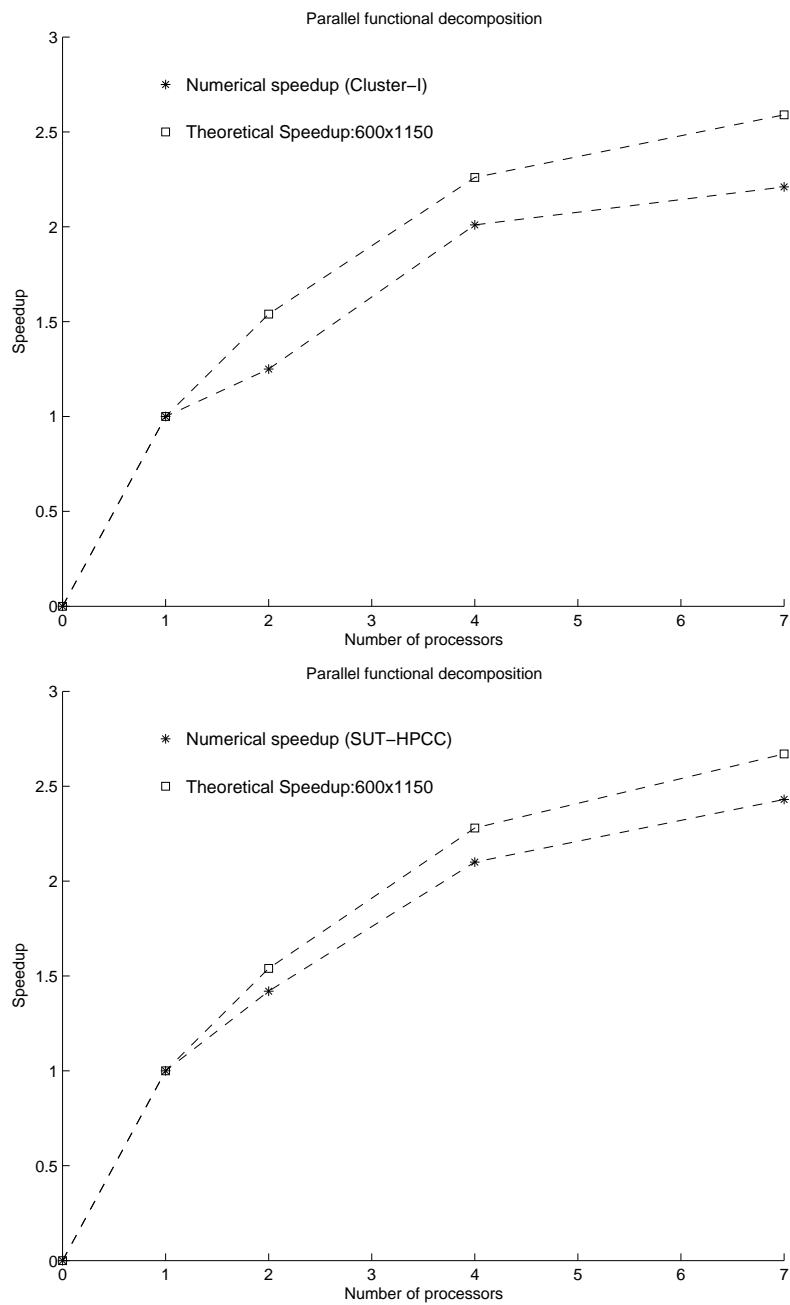 Parallel functional decomposition
3
Numerical speedup (Cluster−I)
Theoretical Speedup:600x1150
2.5
2
1.5
Speedup
1
0.5
0
0 1 2 3 4 5 6 7
Number of processors
Parallel functional decomposition
3
Numerical speedup (SUT−HPCC)
Theoretical Speedup:600x1150
2.5
2
1.5
Speedup
1
0.5
0
0 1 2 3 4 5 6 7
Number of processors